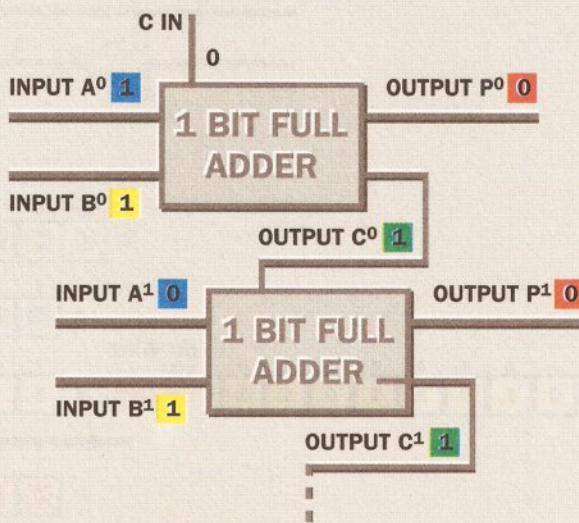 C IN
0
INPUT A⁰ 1
OUTPUT P⁰ 0
1 BIT FULL
ADDER
INPUT B⁰ 1
OUTPUT C⁰ 1
INPUT A¹ 0
OUTPUT P¹ 0
1 BIT FULL
ADDER
INPUT B¹ 1
OUTPUT C¹ 1